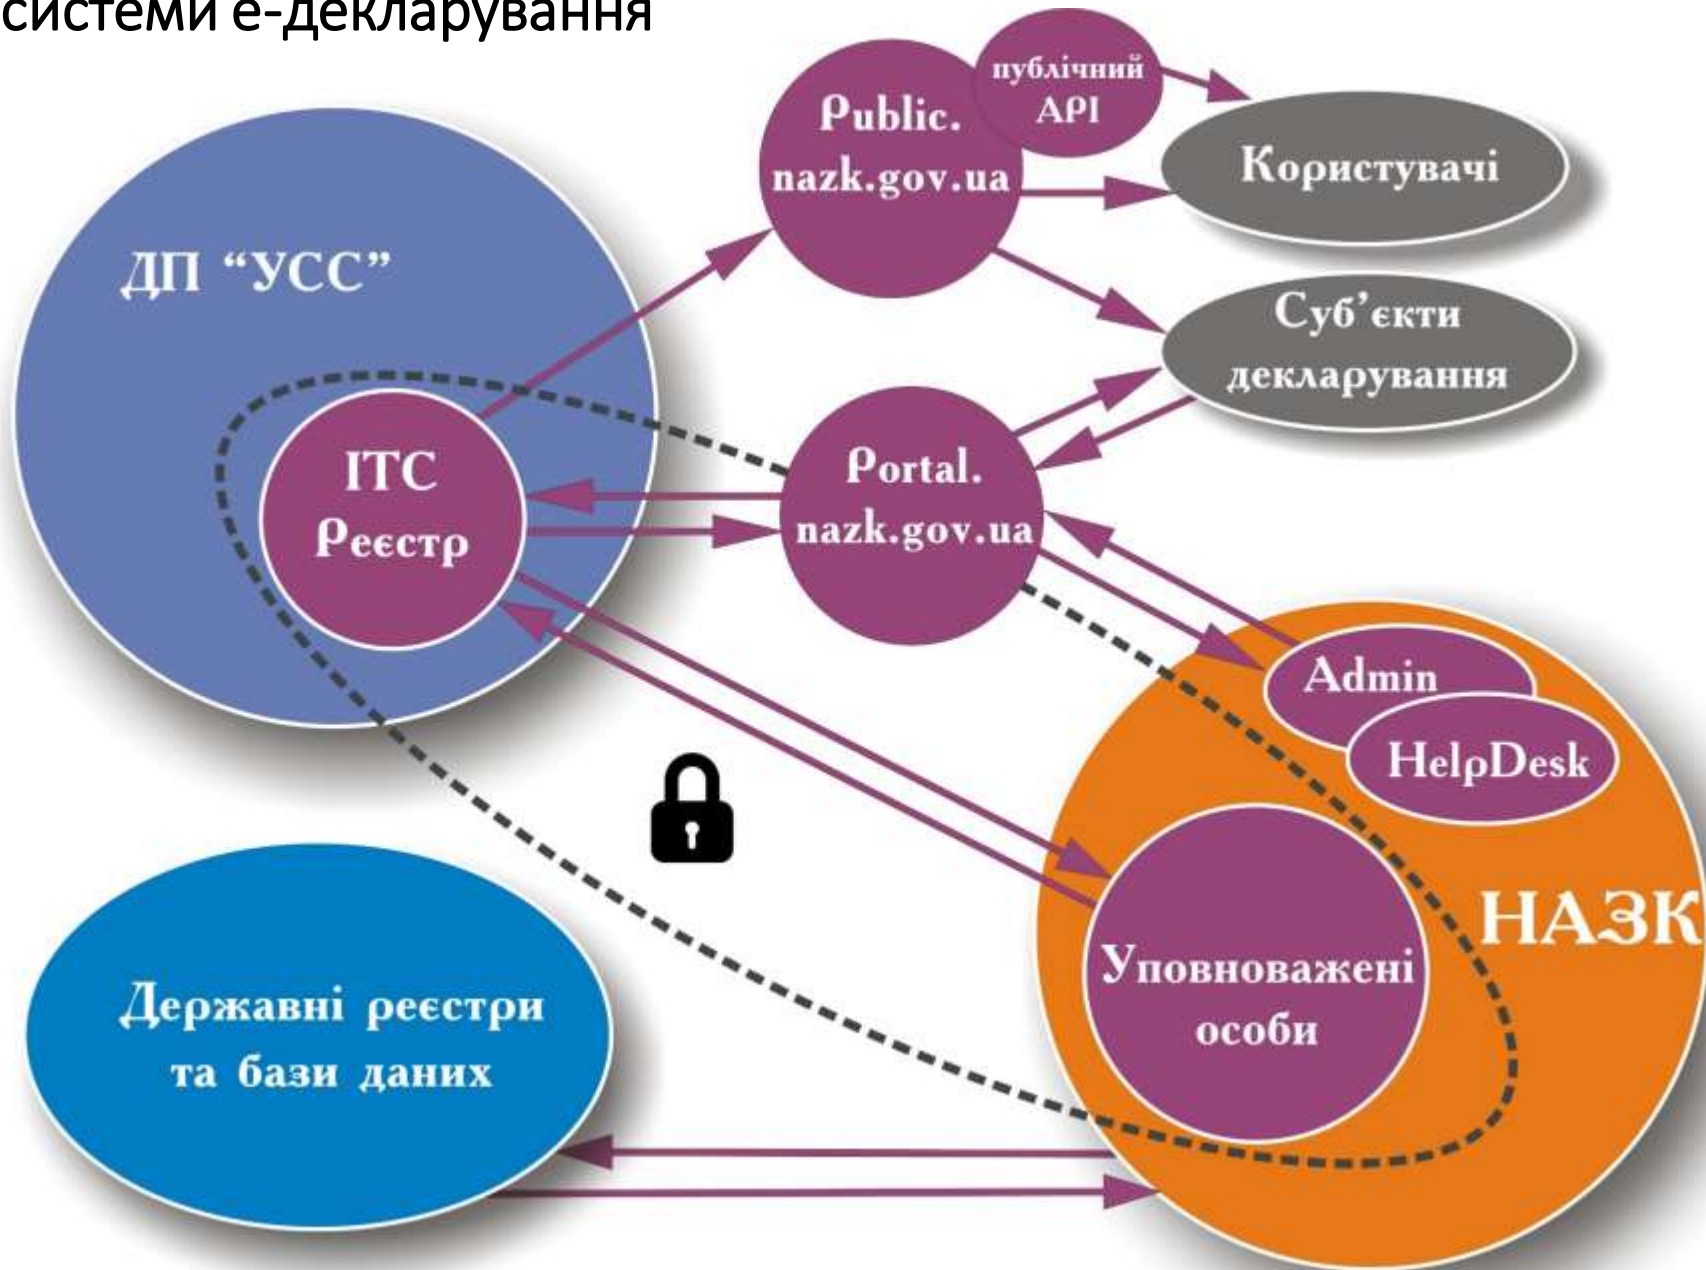 системи е-декларування
публічний
API
Public.
nazk.gov.ua
Користувачі
ДП “УСС”
Суб’єкти
декларування
ІТС
Реєстр
Portal.
nazk.gov.ua
Admin
HelpDesk
НАЗК
Уповноважені
особи
Державні реєстри
та бази даних